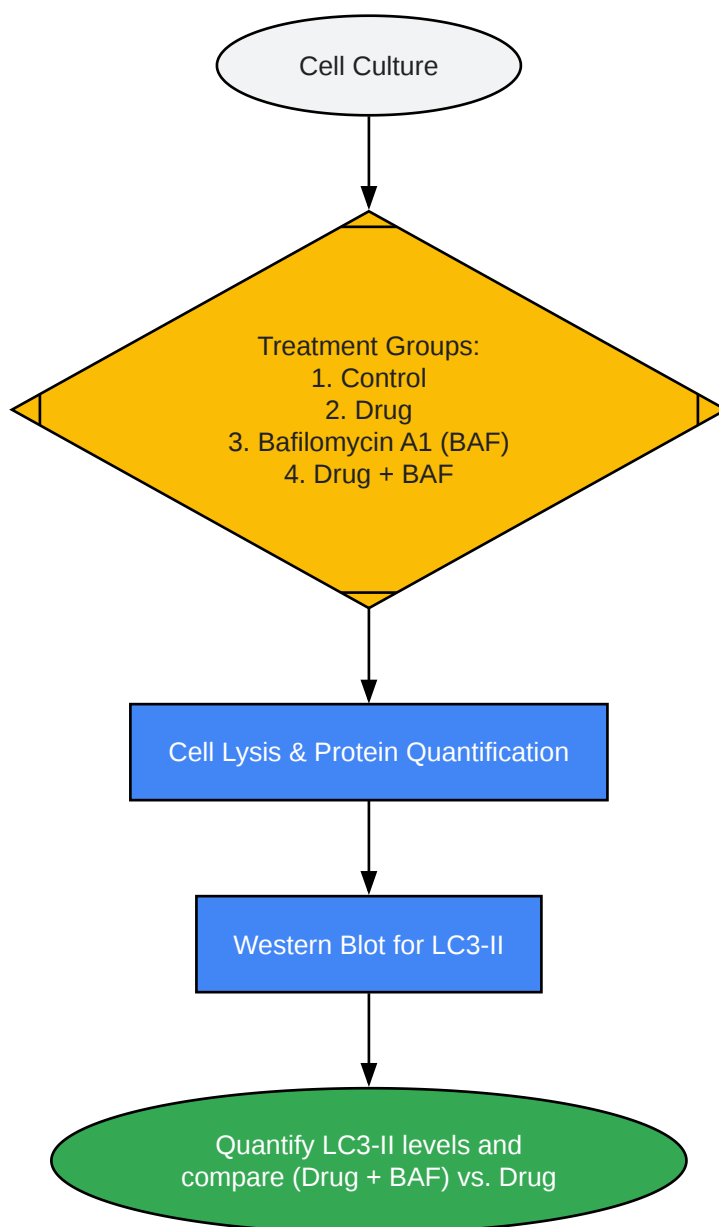 Cell Culture
Treatment Groups:
1. Control
2. Drug
3. Bafilomycin A1 (BAF)
4. Drug + BAF
Cell Lysis & Protein Quantification
Western Blot for LC3-II
Quantify LC3-II levels and
compare (Drug + BAF) vs. Drug